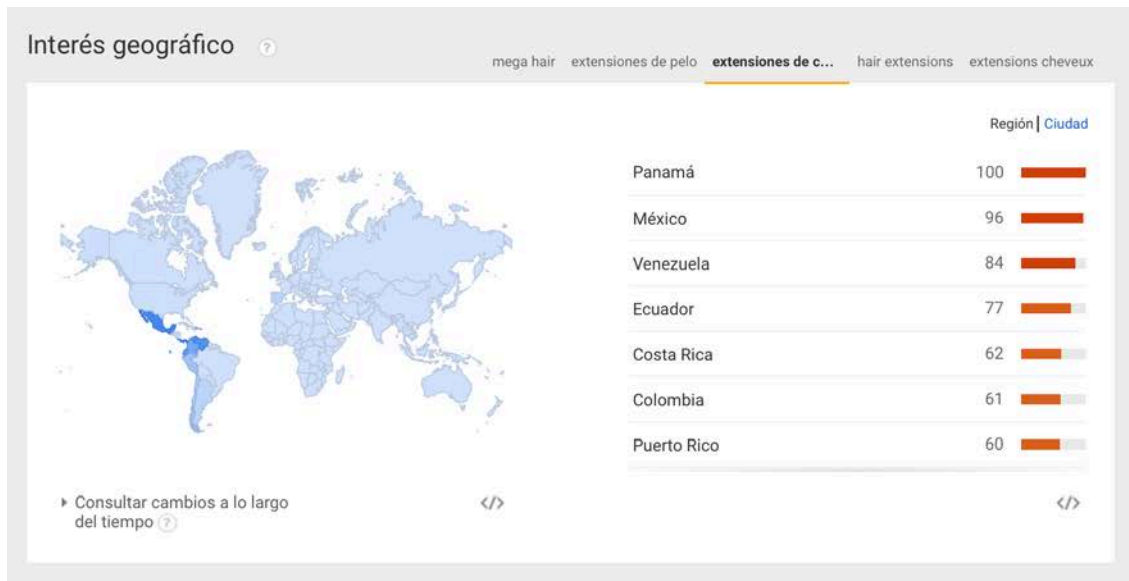 Interés geográfico ?
mega hair extensiones de pelo extensiones de c... hair extensions extensions cheveux
Región | Ciudad
Panamá 100
México 96
Venezuela 84
Ecuador 77
Costa Rica 62
Colombia 61
Puerto Rico 60
Consultar cambios a lo largo
del tiempo ?
</> </>